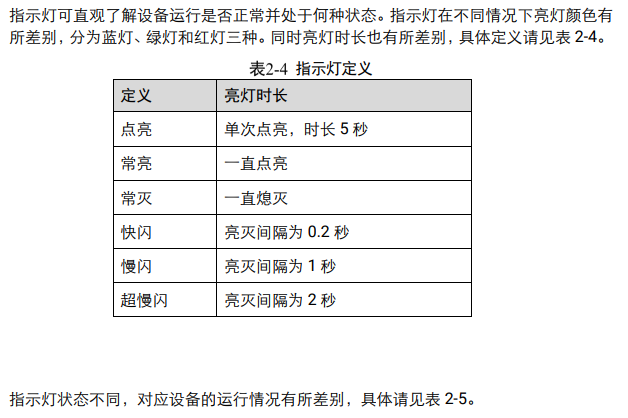 指示灯可直观了解设备运行是否正常并处于何种状态。指示灯在不同情况下亮灯颜色有
所差别，分为蓝灯、绿灯和红灯三种。同时亮灯时长也有所差别，具体定义请见表 2-4。
表2-4 指示灯定义
定义 亮灯时长
点亮 单次点亮，时长 5 秒
常亮 一直点亮
常灭 一直熄灭
快闪 亮灭间隔为 0.2 秒
慢闪 亮灭间隔为 1 秒
超慢闪 亮灭间隔为 2 秒
指示灯状态不同，对应设备的运行情况有所差别，具体请见表 2-5。